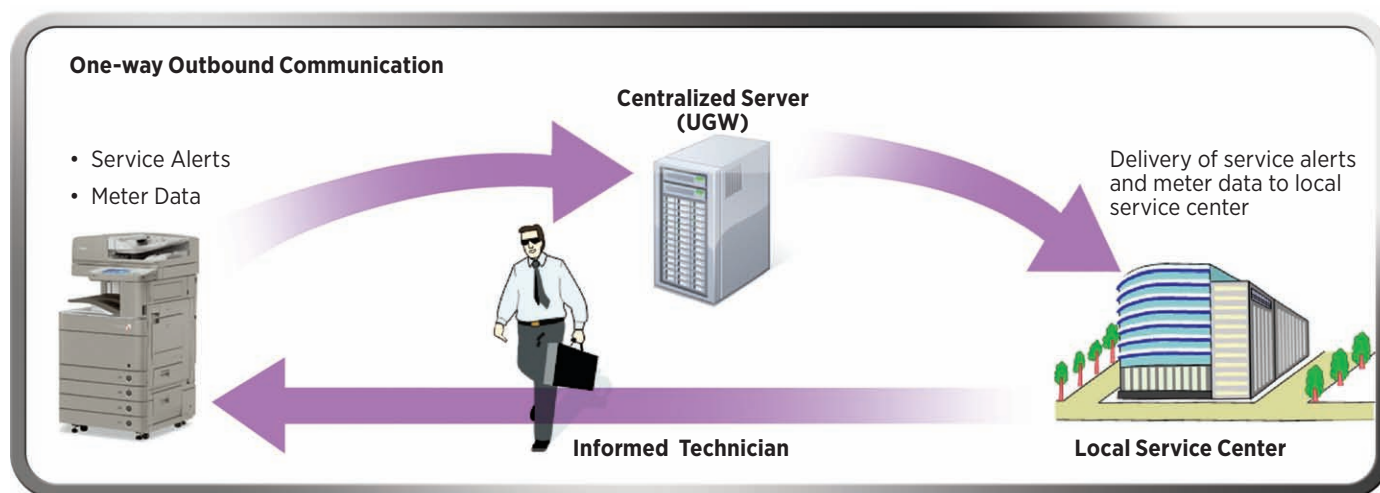 One-way Outbound Communication
Centralized Server
(UGW)
• Service Alerts
• Meter Data
Delivery of service alerts
and meter data to local
service center
Informed Technician
Local Service Center